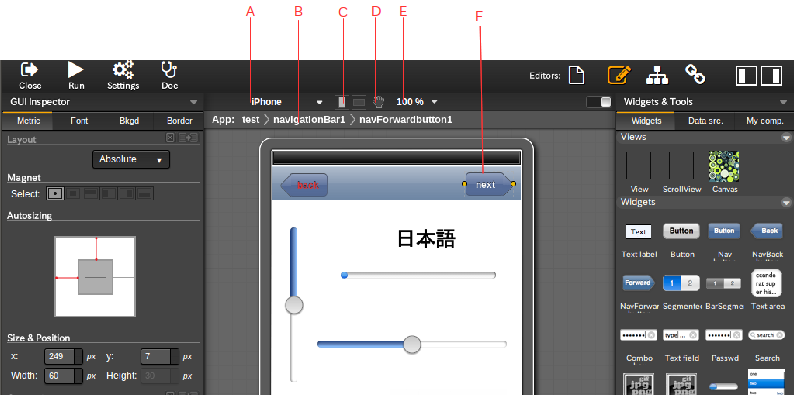 A B C D E F
Close Run Settings Doc Editors:
GUI Inspector iPhone 100 % Widgets & Tools
Metric Font Bkgd Border App: test navigationBar1 navForwardbutton1 Widgets Data src. My comp.
Layout
Absolute
Views
View ScrollView Canvas
Magnet
Select:
back next
Widgets
Autosizing
Text Button Button Back
Text label Button Nav NavBack
日本語
Forward 1 2 1 2
NavForwar Segmented BarSegme Text area
Size & Position
x: 249 px y: 7 px
Width: 60 px Height: 30 px
search
Combo Text field Passwd Search